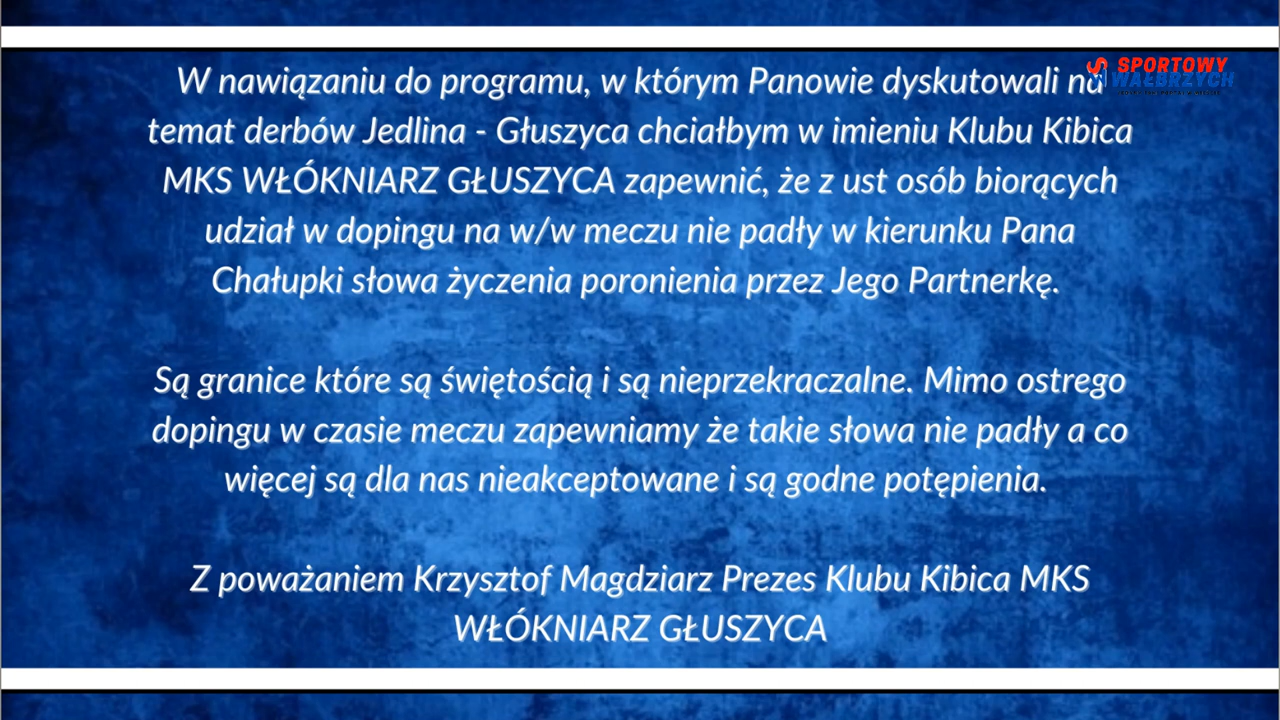 SPORTOWY
WAŁBRZYCH
W nawiązaniu do programu, w którym Panowie dyskutowali na
temat derbów Jedlina - Głuszyca chciałbym w imieniu Klubu Kibica
MKS WŁÓKNIARZ GŁUSZYCA zapewnić, że z ust osób biorących
udział w dopingu na w/w meczu nie padły w kierunku Pana
Chałupki słowa życzenia poronienia przez Jego Partnerkę.
Są granice które są świętością i są nieprzekraczalne. Mimo ostrego
dopingu w czasie meczu zapewniamy że takie słowa nie padły a co
więcej są dla nas nieakceptowane i są godne potępienia.
Z poważaniem Krzysztof Magdziarz Prezes Klubu Kibica MKS
WŁÓKNIARZ GŁUSZYCA